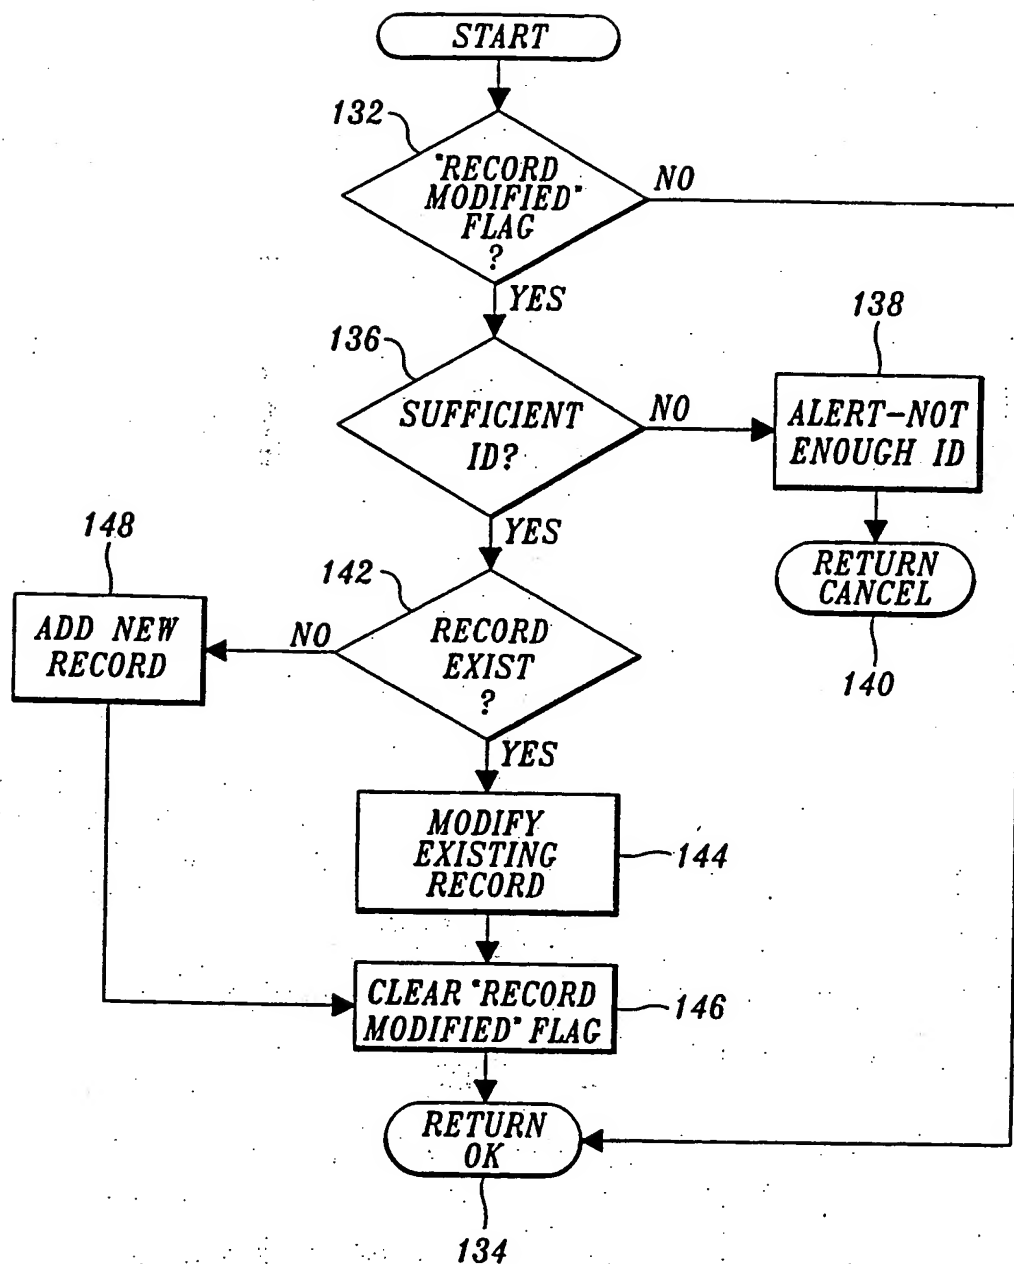 START
132
"RECORD
MODIFIED"
FLAG
?
NO
YES
136
SUFFICIENT
ID?
NO
138
ALERT-NOT
ENOUGH ID
YES
RETURN
CANCEL
140
148
ADD NEW
RECORD
142
NO
RECORD
EXIST
?
YES
MODIFY
EXISTING
RECORD
144
CLEAR "RECORD
MODIFIED" FLAG
146
RETURN
OK
134